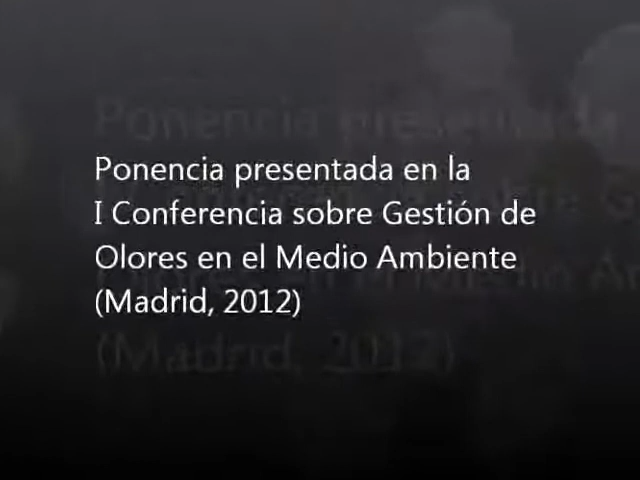 Ponencia presentada en la
I Conferencia sobre Gestión de
Olores en el Medio Ambiente
(Madrid, 2012)